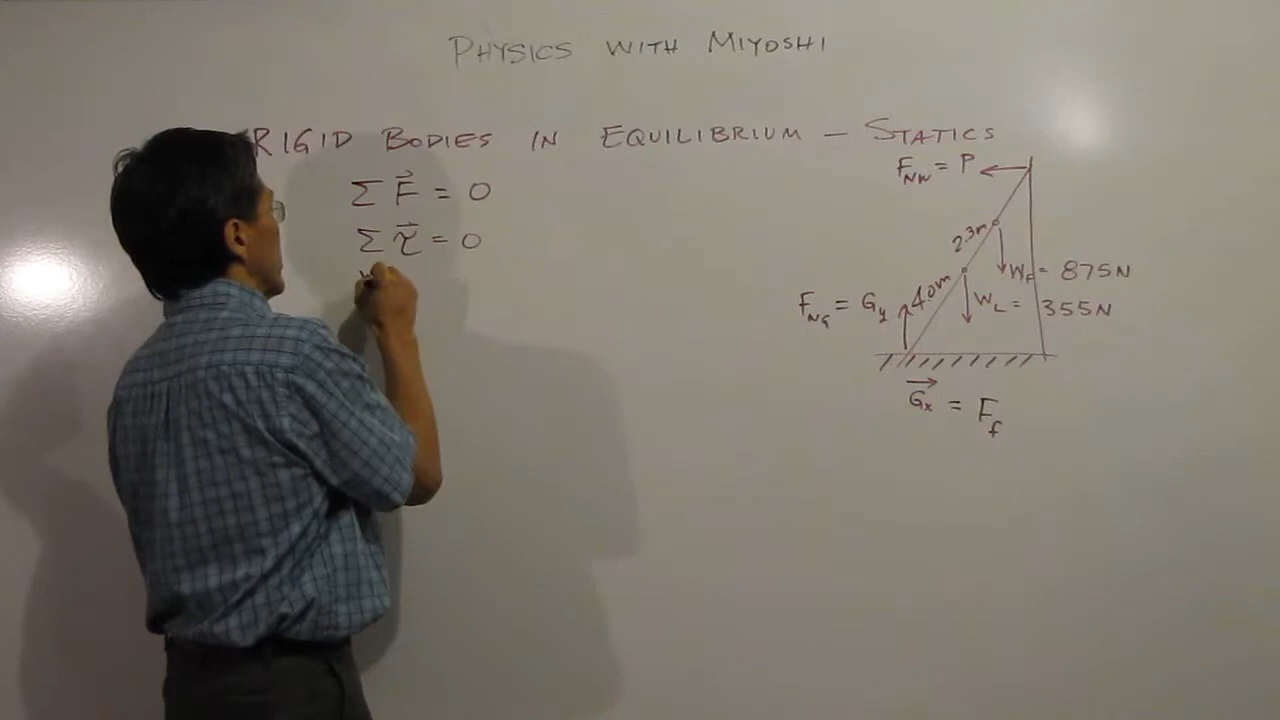 PHYSICS WITH MIYOSHI
RIGID BODIES IN EQUILIBRIUM – STATICS
Σ F⃗ = 0
Σ τ⃗ = 0
F_NW = P
2.3m
W_P = 875N
4.0m
W_L = 355N
F_NG = G_y
G⃗_x = F_f